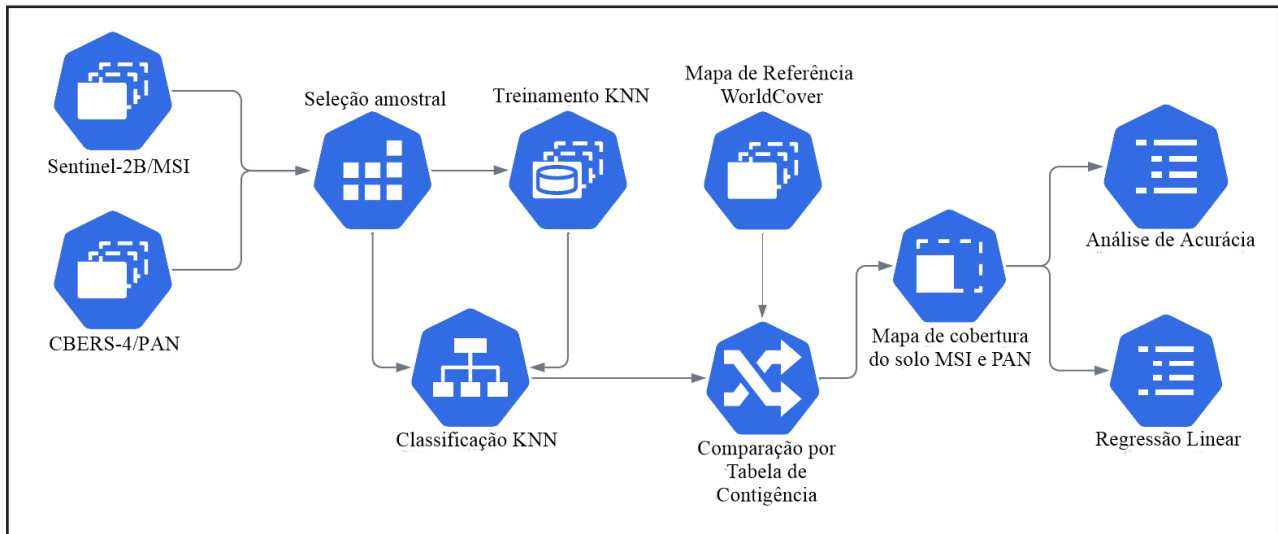 Sentinel-2B/MSI
CBERS-4/PAN
Seleção amostral
Treinamento KNN
Classificação KNN
Mapa de Referência
WorldCover
Comparação por
Tabela de
Contigência
Mapa de cobertura
do solo MSI e PAN
Análise de Acurácia
Regressão Linear